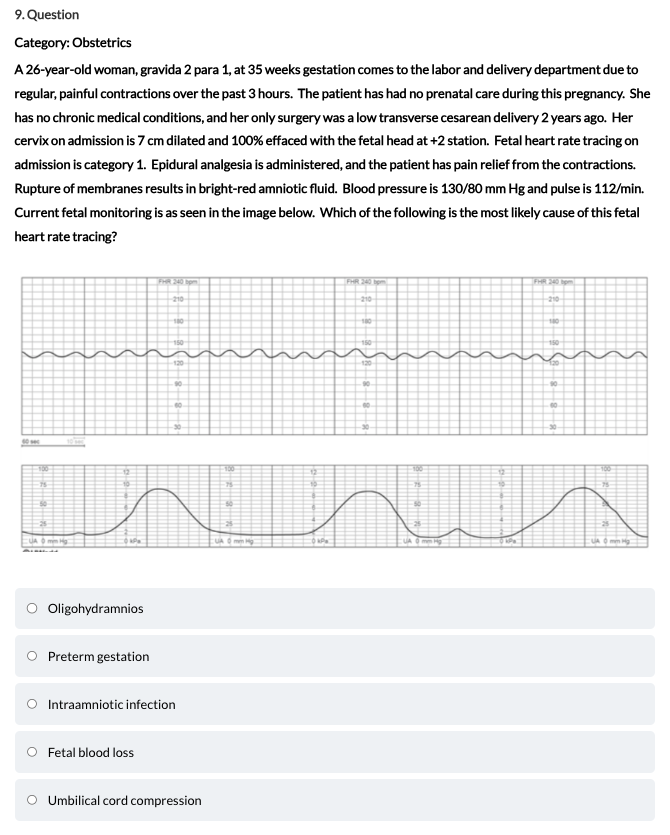 9. Question
Category: Obstetrics
A 26-year-old woman, gravida 2 para 1, at 35 weeks gestation comes to the labor and delivery department due to
regular, painful contractions over the past 3 hours. The patient has had no prenatal care during this pregnancy. She
has no chronic medical conditions, and her only surgery was a low transverse cesarean delivery 2 years ago. Her
cervix on admission is 7 cm dilated and 100% effaced with the fetal head at +2 station. Fetal heart rate tracing on
admission is category 1. Epidural analgesia is administered, and the patient has pain relief from the contractions.
Rupture of membranes results in bright-red amniotic fluid. Blood pressure is 130/80 mm Hg and pulse is 112/min.
Current fetal monitoring is as seen in the image below. Which of the following is the most likely cause of this fetal
heart rate tracing?
FHR 240 bpm FHR 240 bpm FHR 240 bpm
210 210 210
180 180 180
150 150 150
120 120 120
90 90 90
60 60 60
30 30 30
60 sec 10 sec
100 12 100 12 100 12 100
75 10 75 10 75 10 75
50 8 50 8 50 8 50
6 6 6
25 4 25 4 25 4 25
2
UA 0 mm Hg 0 kPa UA 0 mm Hg 0 kPa UA 0 mm Hg 0 kPa UA 0 mm Hg
Oligohydramnios
Preterm gestation
Intraamniotic infection
Fetal blood loss
Umbilical cord compression